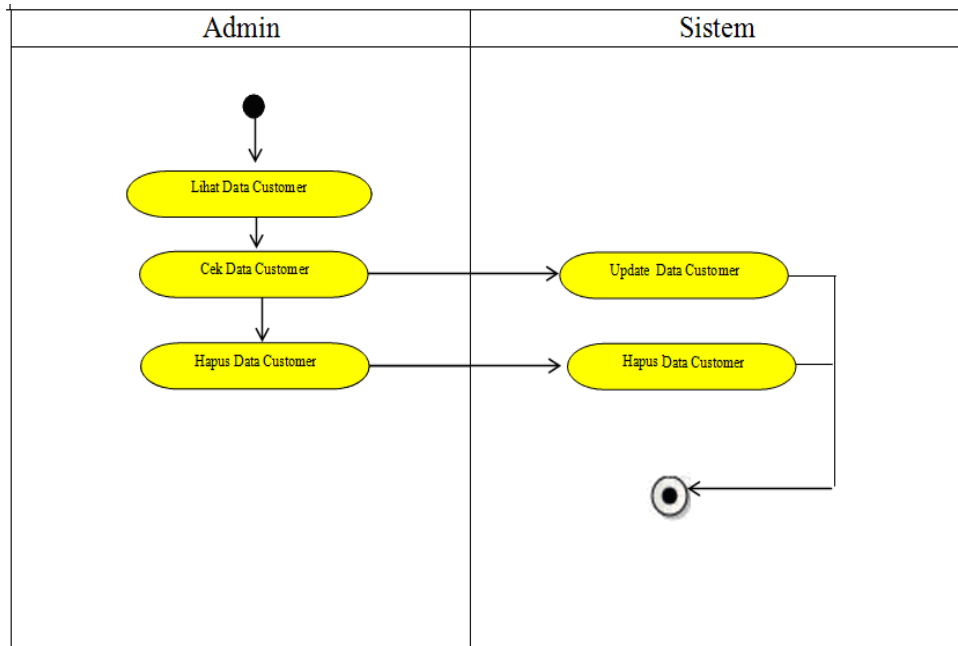 Admin
Sistem
Lihat Data Customer
Cek Data Customer
Update Data Customer
Hapus Data Customer
Hapus Data Customer